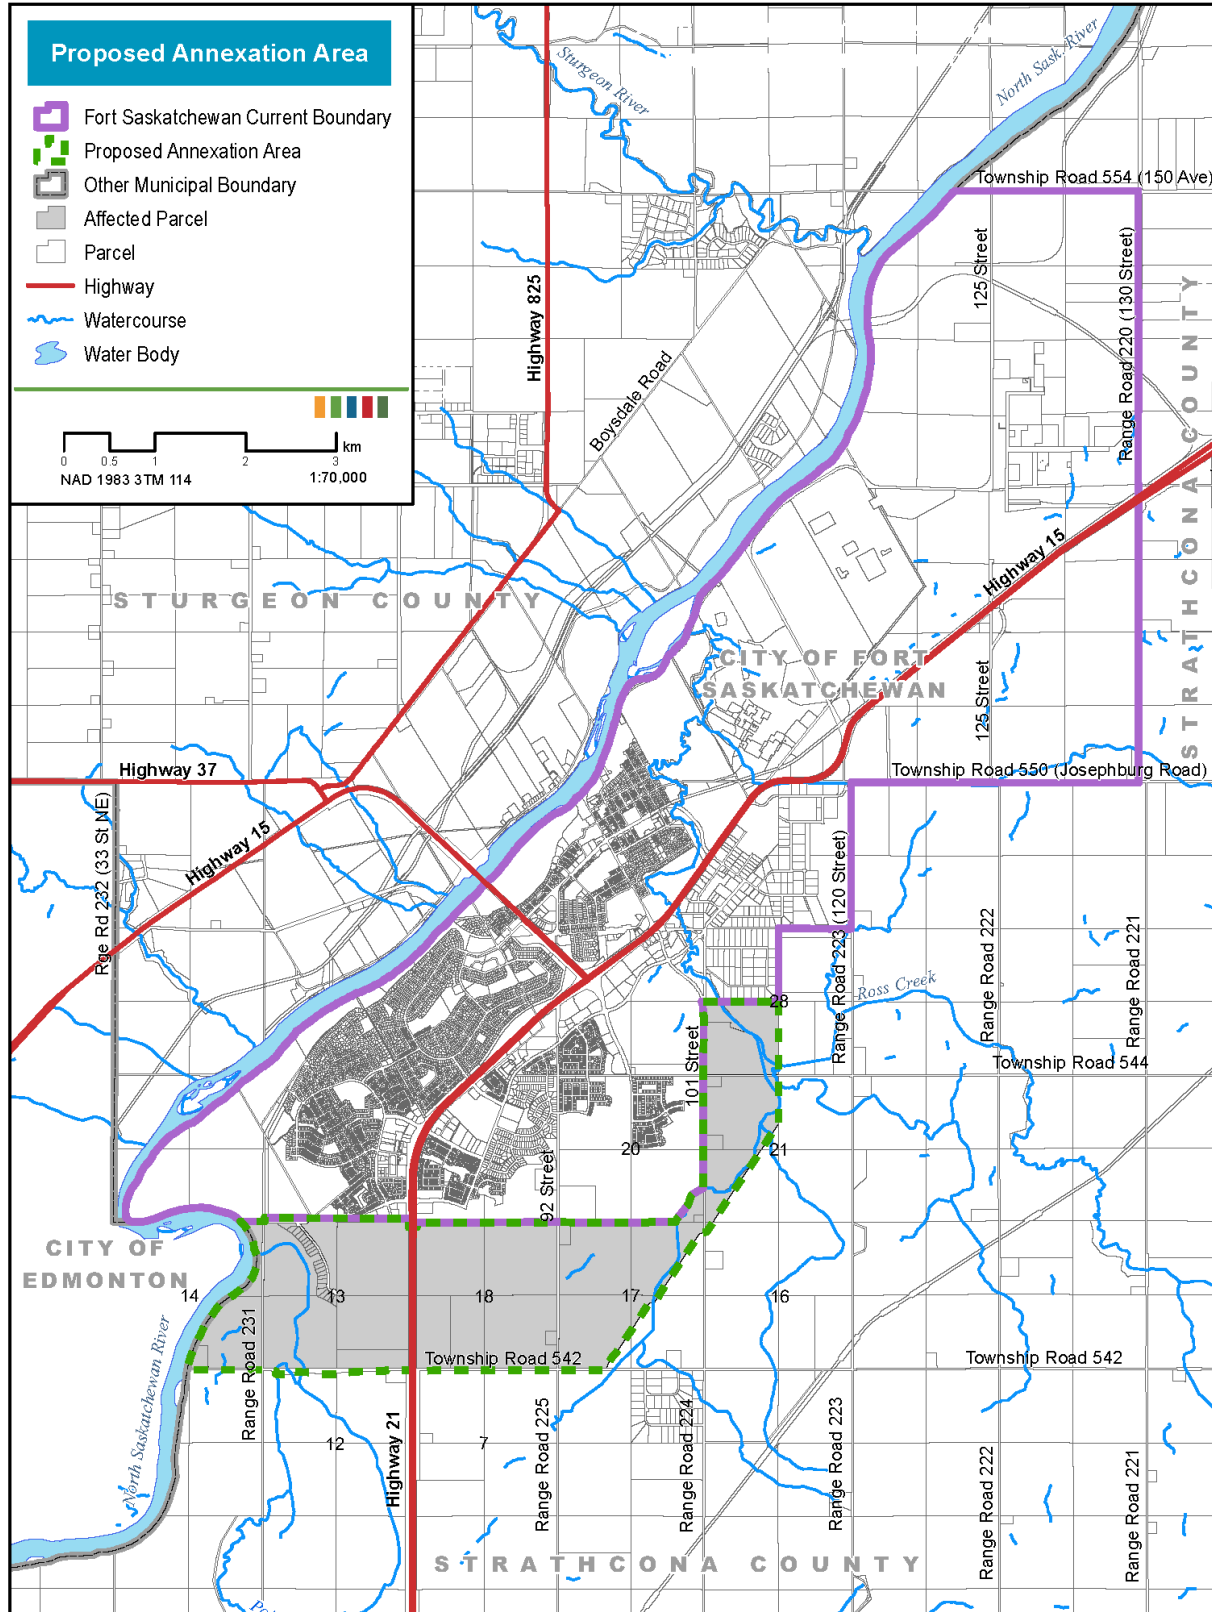 Proposed Annexation Area
Fort Saskatchewan Current Boundary
Proposed Annexation Area
Other Municipal Boundary
Affected Parcel
Parcel
Highway
Watercourse
Water Body
0 0.5 1 2 3 km
NAD 1983 3TM 114
1:70,000
Sturgeon River
North Sask. River
Township Road 554 (150 Ave)
125 Street
Range Road 220 (130 Street)
STRATHCONA COUNTY
Highway 825
Boysdale Road
Highway 15
STURGEON COUNTY
CITY OF FORT
SASKATCHEWAN
125 Street
Highway 37
Township Road 550 (Josephburg Road)
Highway 15
Rge Rd 232 (33 St NE)
Range Road 223 (120 Street)
Range Road 222
Range Road 221
Ross Creek
28
101 Street
Township Road 544
20
21
92 Street
CITY OF
EDMONTON
14
13
18
17
16
Range Road 231
Township Road 542
Township Road 542
North Saskatchewan River
12
7
Highway 21
Range Road 225
Range Road 224
Range Road 223
Range Road 222
Range Road 221
STRATHCONA COUNTY